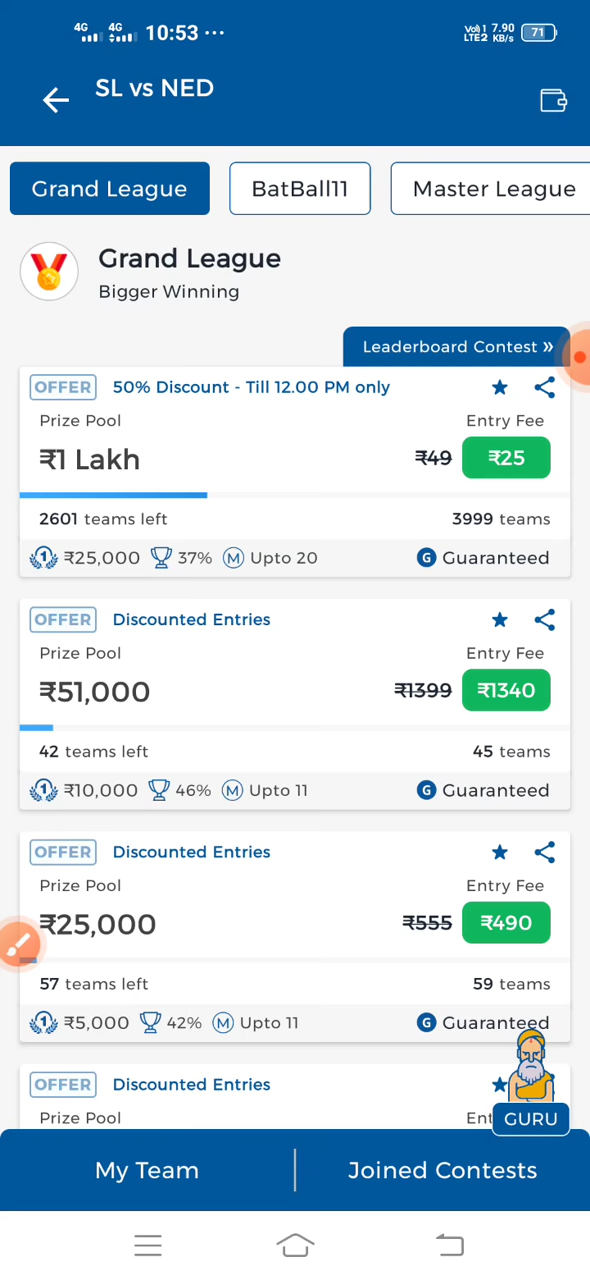 4G 4G 10:53 ... Vo) 1 LTE2 7.90 KB/s 71
SL vs NED
Grand League BatBall11 Master League
Grand League
Bigger Winning
Leaderboard Contest »
OFFER 50% Discount - Till 12.00 PM only
Prize Pool Entry Fee
₹1 Lakh ₹49 ₹25
2601 teams left 3999 teams
1 ₹25,000 37% M Upto 20 G Guaranteed
OFFER Discounted Entries
Prize Pool Entry Fee
₹51,000 ₹1399 ₹1340
42 teams left 45 teams
1 ₹10,000 46% M Upto 11 G Guaranteed
OFFER Discounted Entries
Prize Pool Entry Fee
₹25,000 ₹555 ₹490
57 teams left 59 teams
1 ₹5,000 42% M Upto 11 G Guaranteed
OFFER Discounted Entries
Prize Pool Ent
GURU
My Team Joined Contests